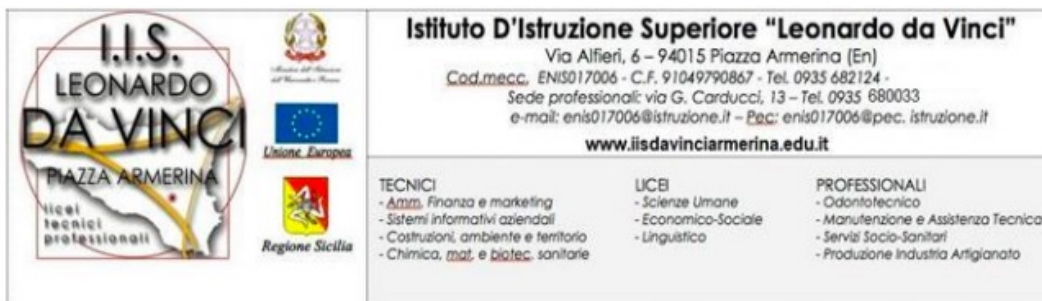 I.I.S.
LEONARDO
DA VINCI
PIAZZA ARMERINA
licei
tecnici
professionali
Unione Europea
Regione Sicilia
Istituto D'Istruzione Superiore “Leonardo da Vinci”
Via Alfieri, 6 – 94015 Piazza Armerina (En)
Cod.mecc. ENIS017006 - C.F. 91049790867 - Tel. 0935 682124 -
Sede professionali: via G. Carducci, 13 – Tel. 0935 680033
e-mail: enis017006@istruzione.it – Pec: enis017006@pec. istruzione.it
www.iisdavinciarmerina.edu.it
TECNICI
- Amm. Finanza e marketing
- Sistemi informativi aziendali
- Costruzioni, ambiente e territorio
- Chimica, mat. e biotec. sanitarie
LICEI
- Scienze Umane
- Economico-Sociale
- Linguistico
PROFESSIONALI
- Odontotecnico
- Manutenzione e Assistenza Tecnica
- Servizi Socio-Sanitari
- Produzione Industria Artigianato